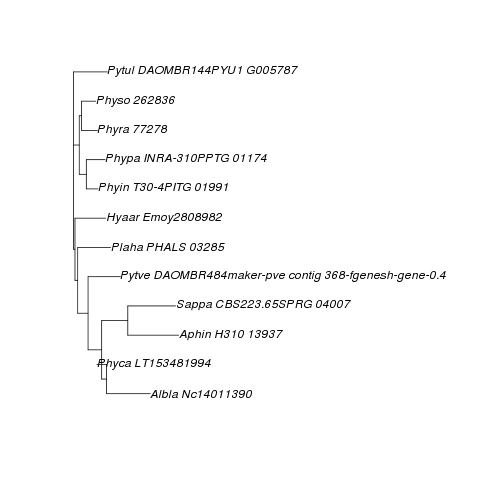 Pytul DAOMBR144PYU1 G005787
Physo 262836
Phyra 77278
Phypa INRA-310PPTG 01174
Phyin T30-4PITG 01991
Hyaar Emoy2808982
Plaha PHALS 03285
Pytve DAOMBR484maker-pve contig 368-fgenesh-gene-0.4
Sappa CBS223.65SPRG 04007
Aphin H310 13937
Phyca LT153481994
Albla Nc14011390